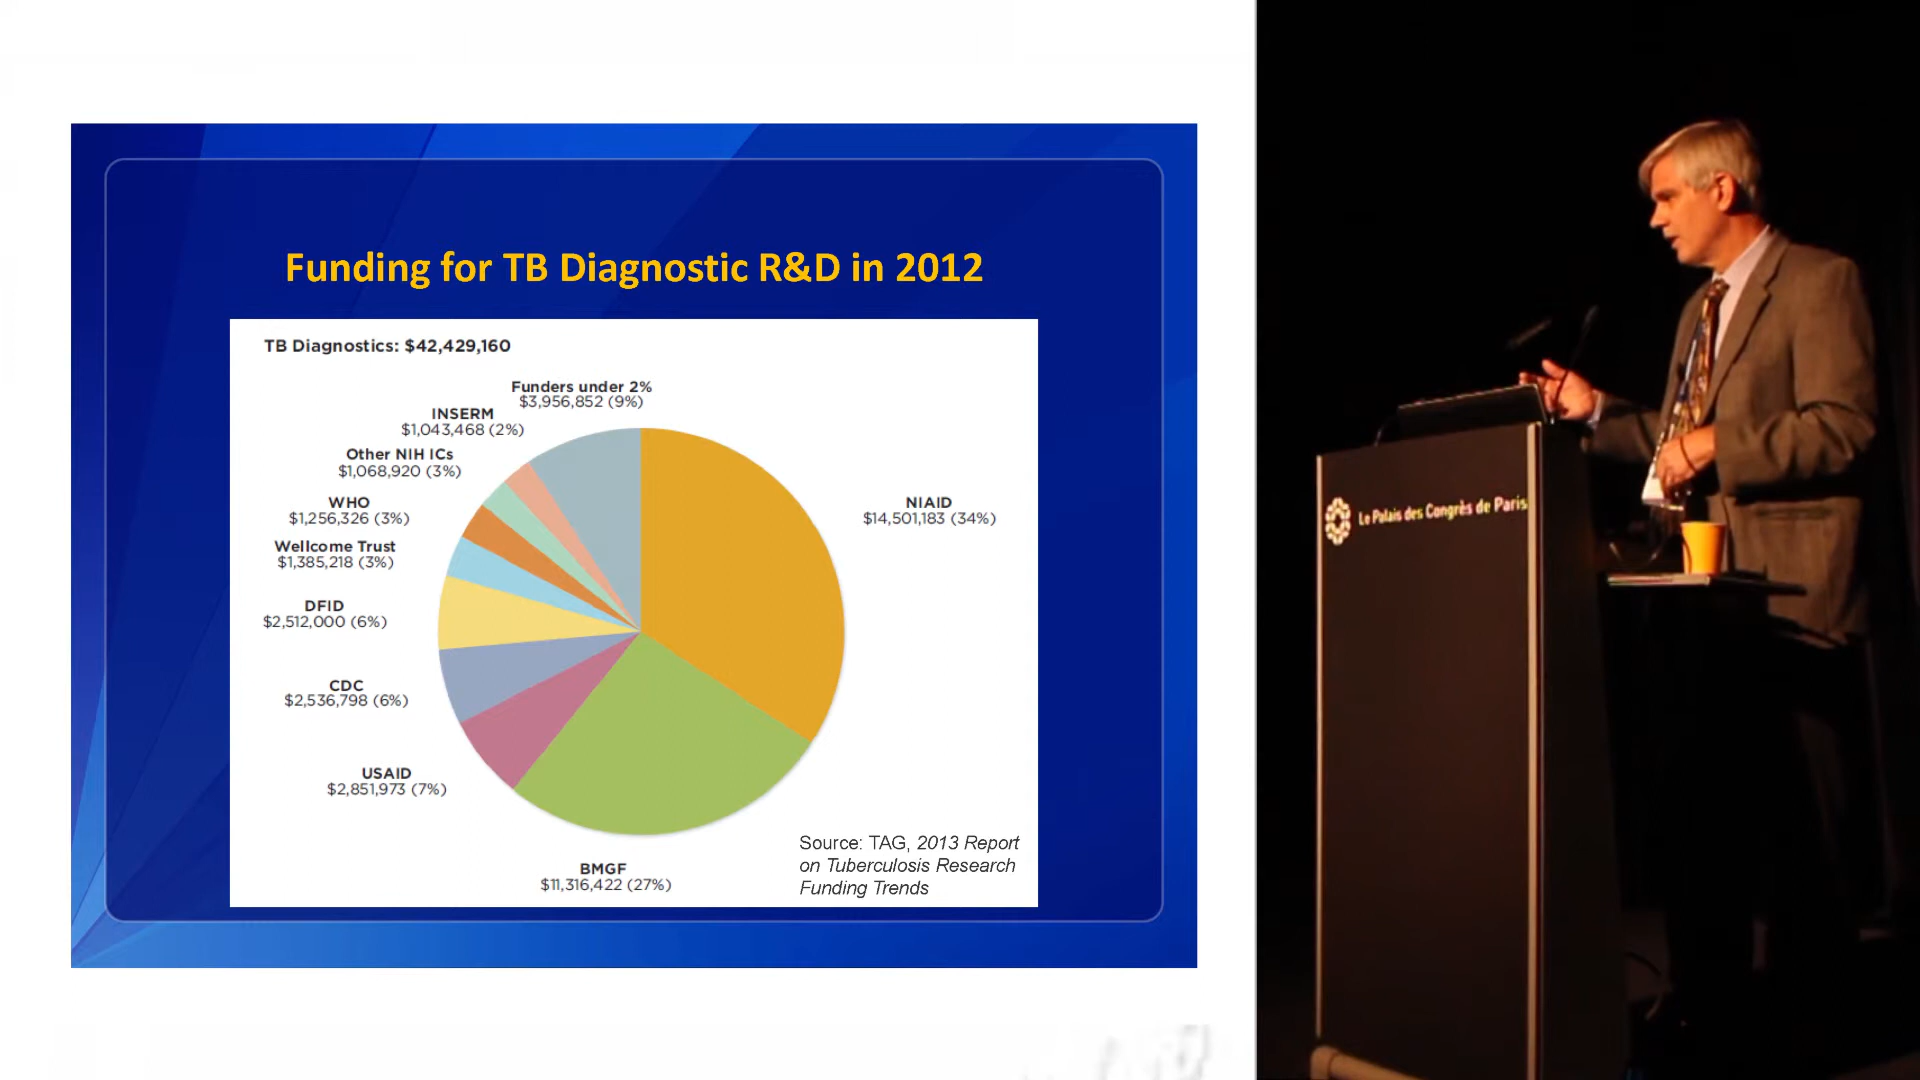 Funding for TB Diagnostic R&D in 2012
TB Diagnostics: $42,429,160
Funders under 2%
$3,956,852 (9%)
INSERM
$1,043,468 (2%)
Other NIH ICs
$1,068,920 (3%)
WHO
$1,256,326 (3%)
Wellcome Trust
$1,385,218 (3%)
DFID
$2,512,000 (6%)
CDC
$2,536,798 (6%)
USAID
$2,851,973 (7%)
BMGF
$11,316,422 (27%)
NIAID
$14,501,183 (34%)
Source: TAG, 2013 Report
on Tuberculosis Research
Funding Trends
Le Palais des Congrès de Paris